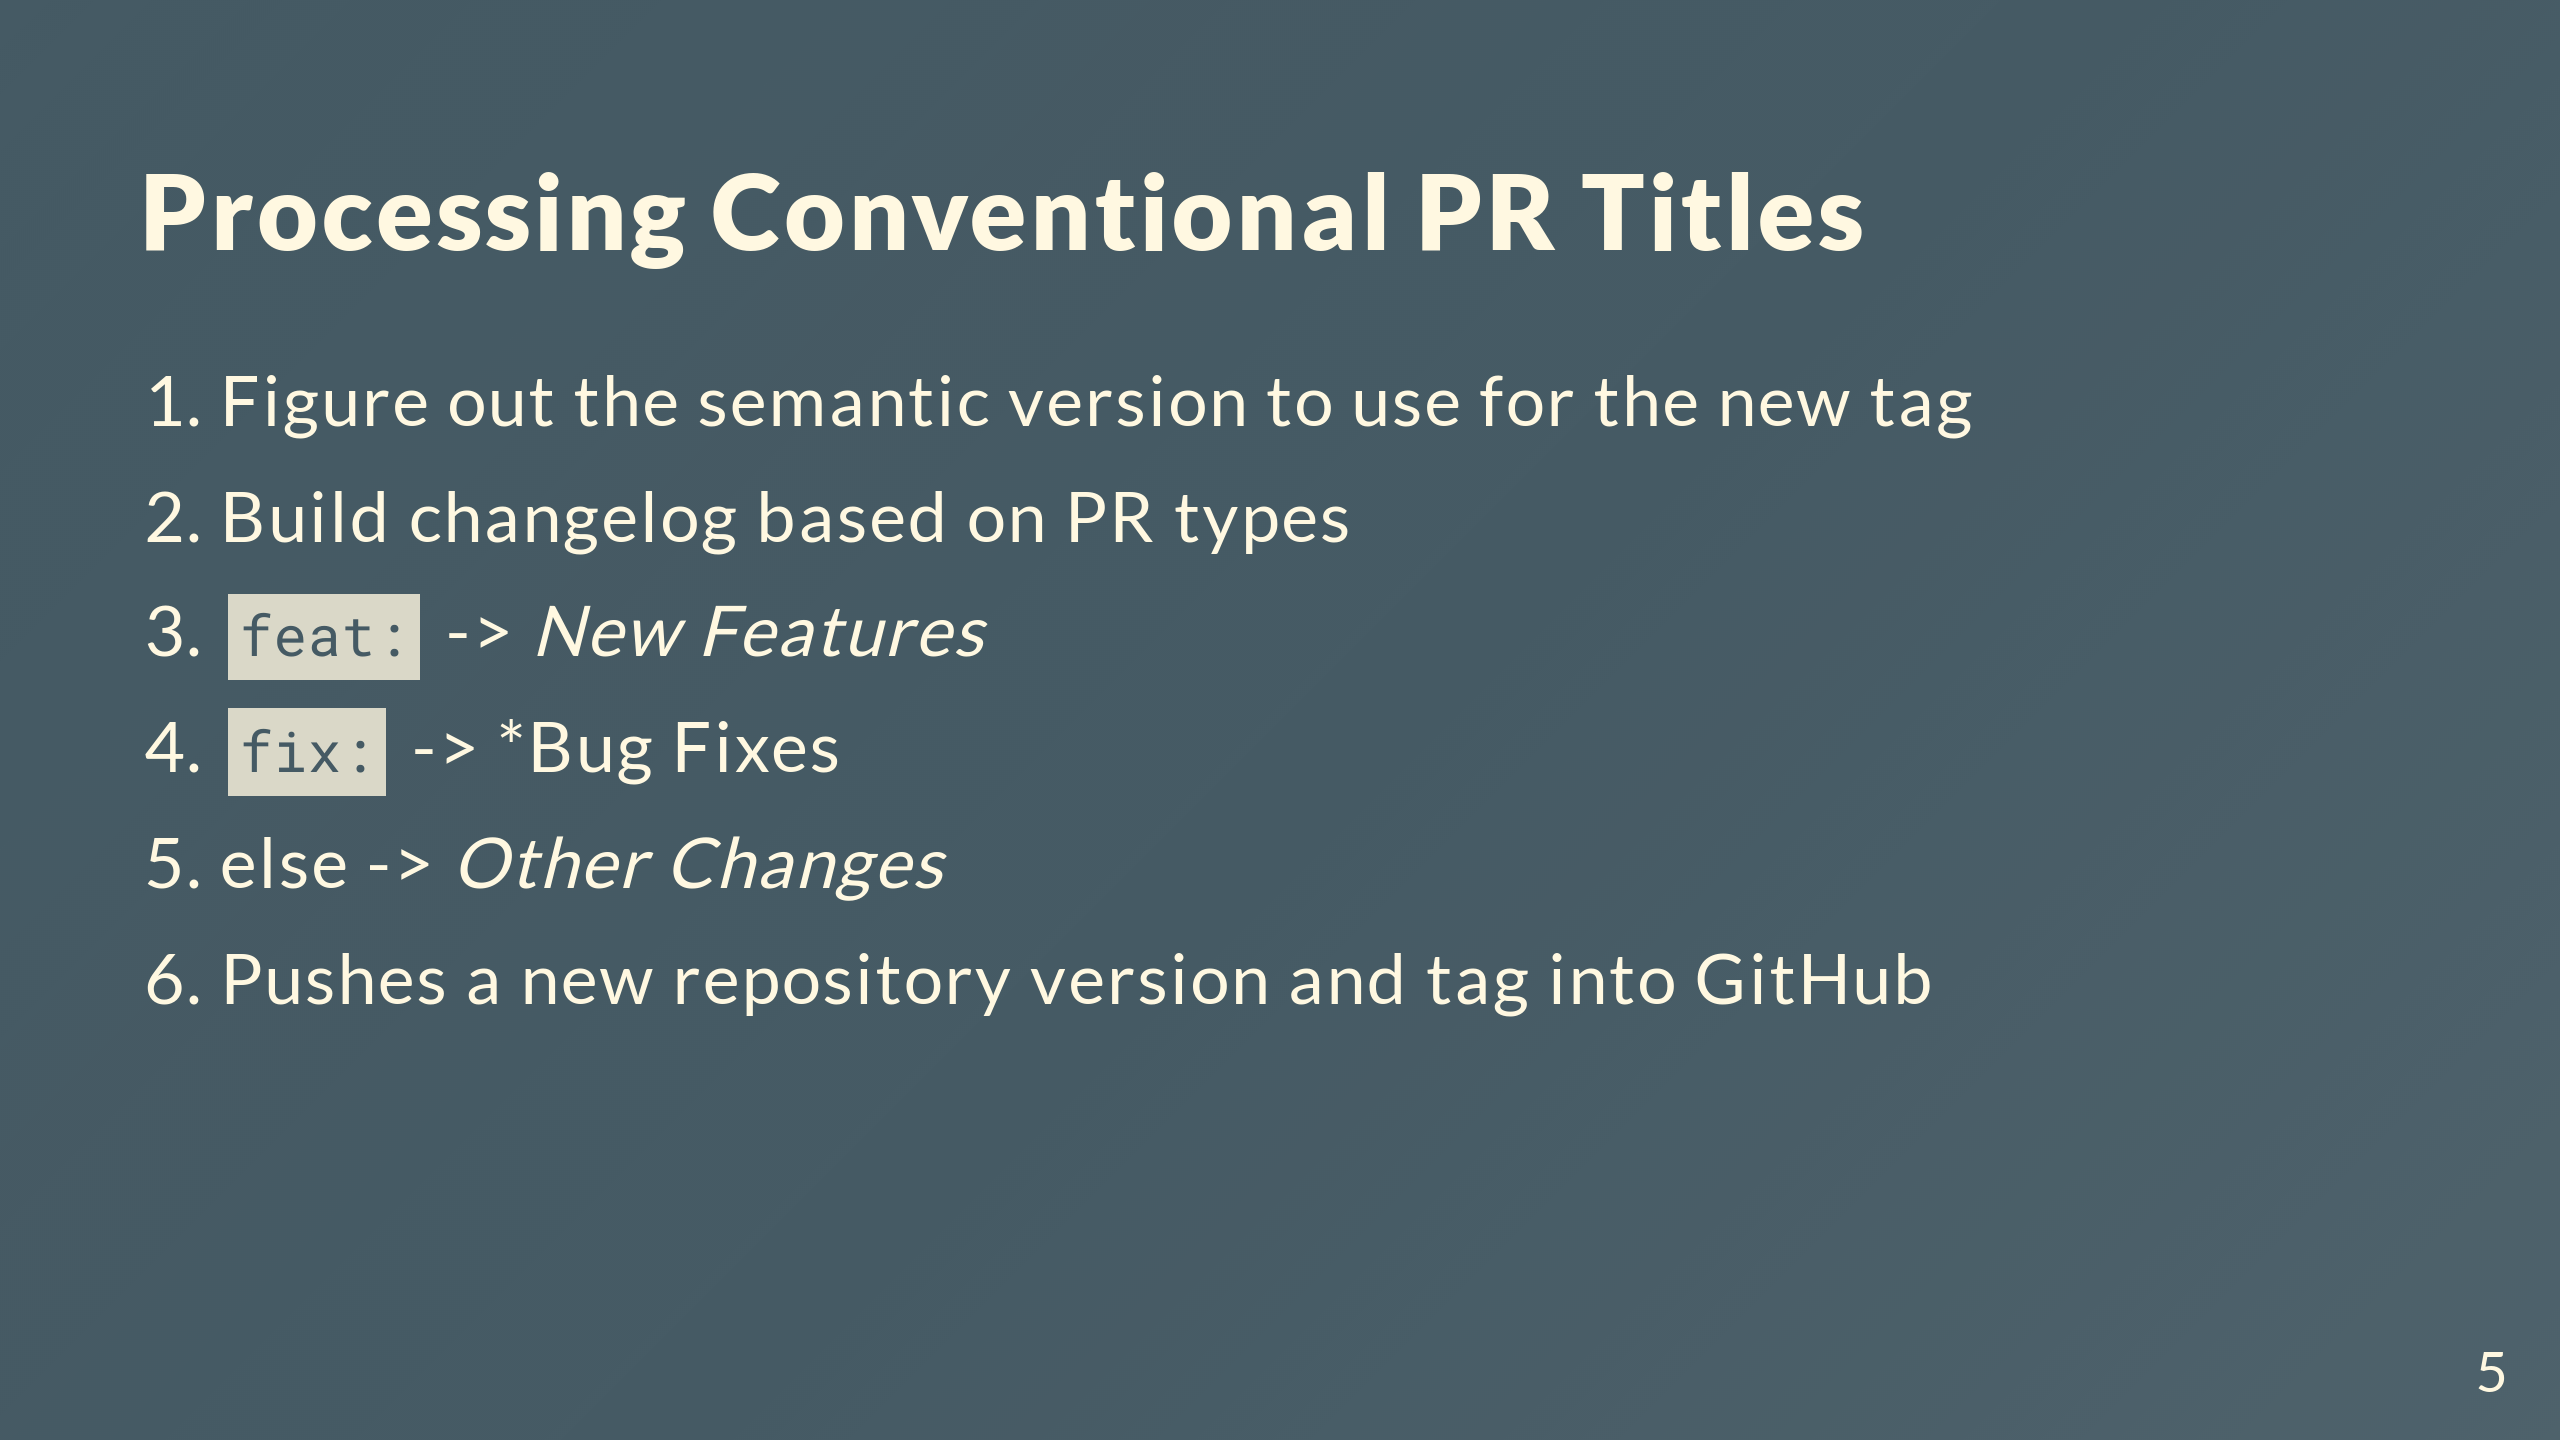 Processing Conventional PR Titles
1. Figure out the semantic version to use for the new tag
2. Build changelog based on PR types
3. feat: -> New Features
4. fix: -> *Bug Fixes
5. else -> Other Changes
6. Pushes a new repository version and tag into GitHub
5